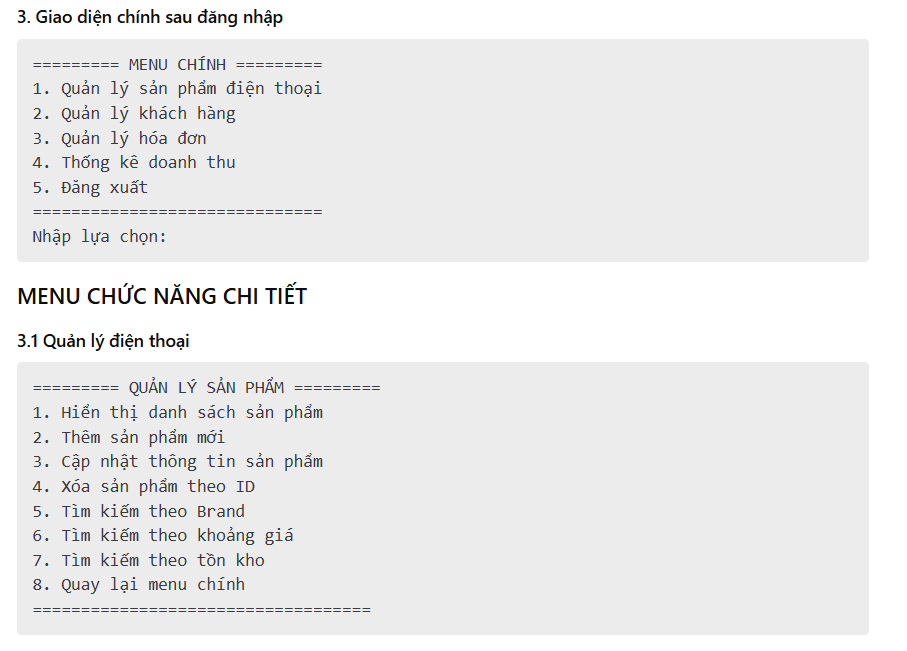 3. Giao diện chính sau đăng nhập
========= MENU CHÍNH =========
1. Quản lý sản phẩm điện thoại
2. Quản lý khách hàng
3. Quản lý hóa đơn
4. Thống kê doanh thu
5. Đăng xuất
==============================
Nhập lựa chọn:
MENU CHỨC NĂNG CHI TIẾT
3.1 Quản lý điện thoại
========= QUẢN LÝ SẢN PHẨM =========
1. Hiển thị danh sách sản phẩm
2. Thêm sản phẩm mới
3. Cập nhật thông tin sản phẩm
4. Xóa sản phẩm theo ID
5. Tìm kiếm theo Brand
6. Tìm kiếm theo khoảng giá
7. Tìm kiếm theo tồn kho
8. Quay lại menu chính
===================================